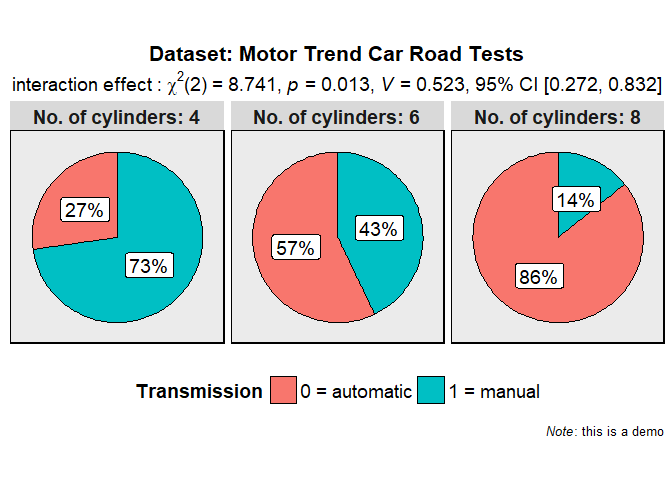 Dataset: Motor Trend Car Road Tests
interaction effect : χ²(2) = 8.741, p = 0.013, V = 0.523, 95% CI [0.272, 0.832]
No. of cylinders: 4
No. of cylinders: 6
No. of cylinders: 8
27%
73%
57%
43%
14%
86%
Transmission 0 = automatic 1 = manual
Note: this is a demo